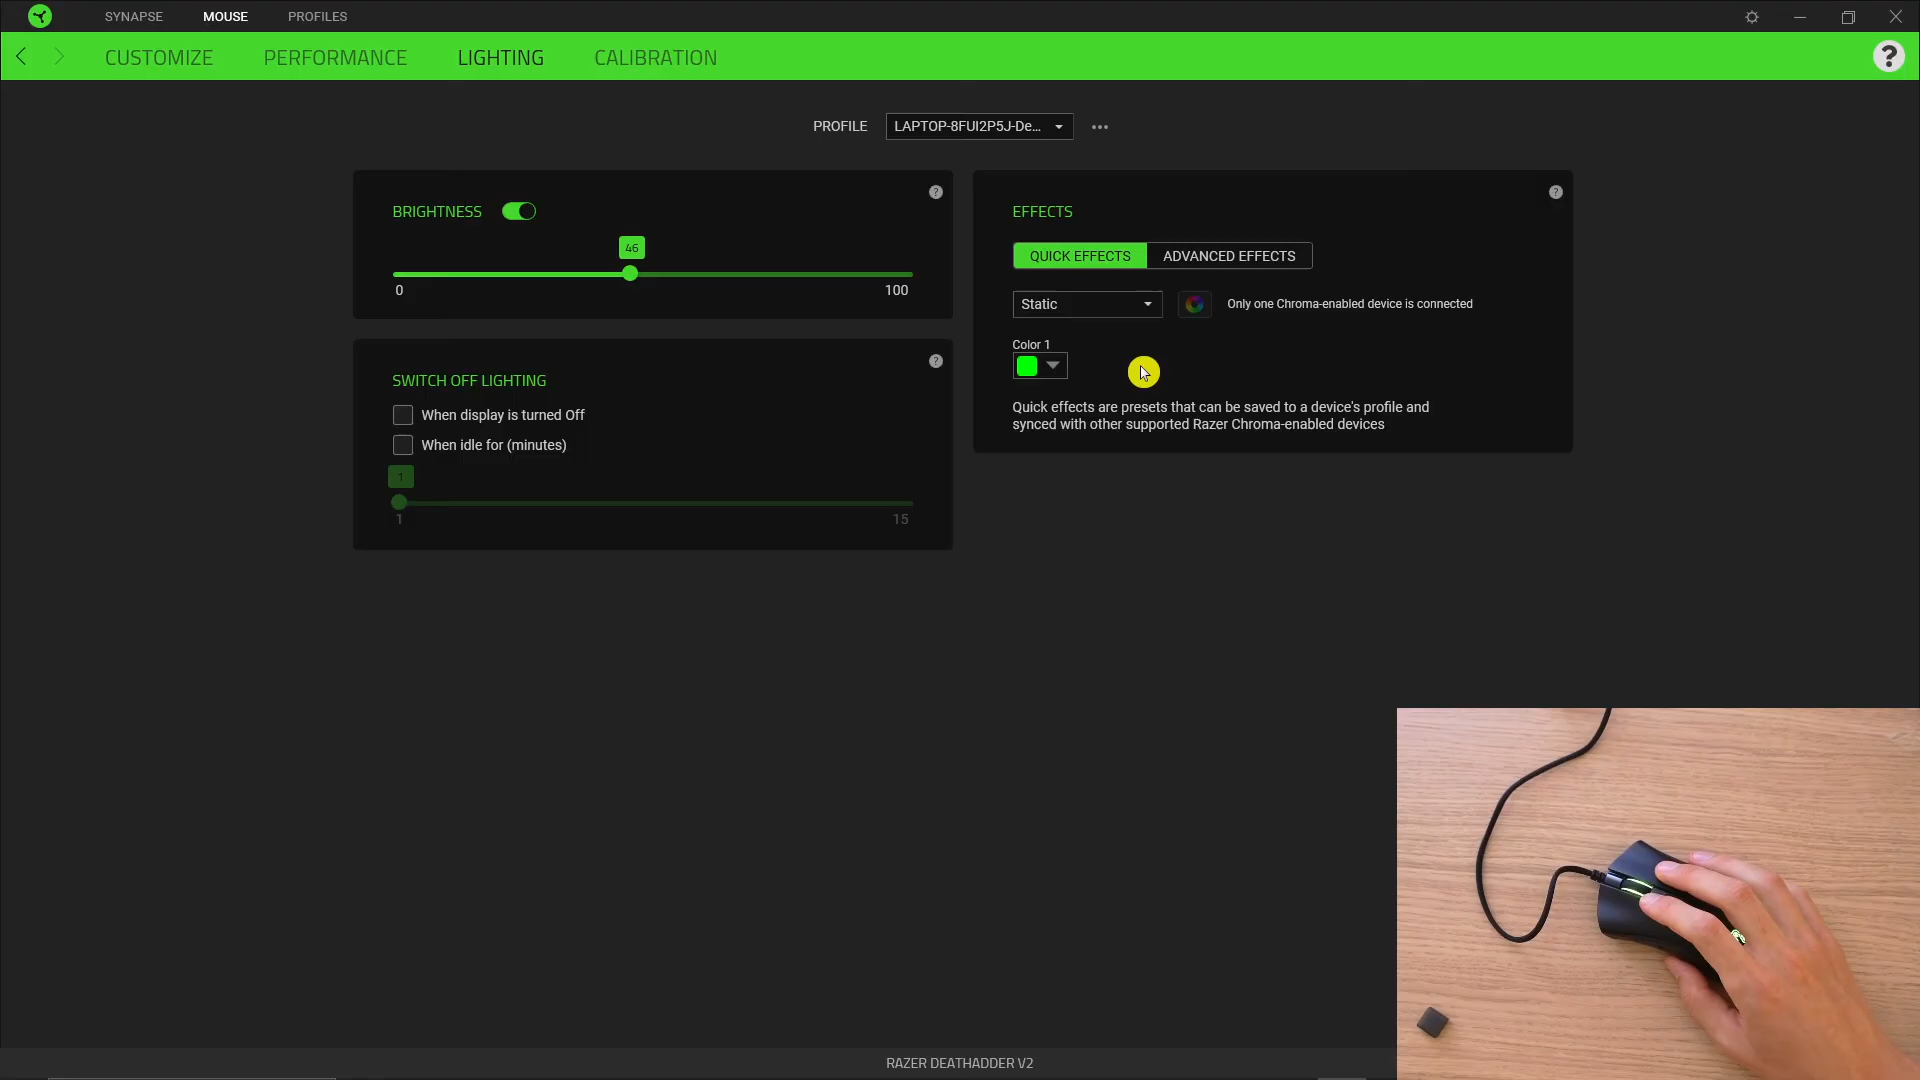 SYNAPSE MOUSE PROFILES
CUSTOMIZE PERFORMANCE LIGHTING CALIBRATION
?
PROFILE LAPTOP-8FUI2P5J-De... •••
BRIGHTNESS
?
46
0 100
SWITCH OFF LIGHTING
?
When display is turned Off
When idle for (minutes)
1
1 15
EFFECTS
?
QUICK EFFECTS ADVANCED EFFECTS
Static Only one Chroma-enabled device is connected
Color 1
Quick effects are presets that can be saved to a device's profile and
synced with other supported Razer Chroma-enabled devices
RAZER DEATHADDER V2